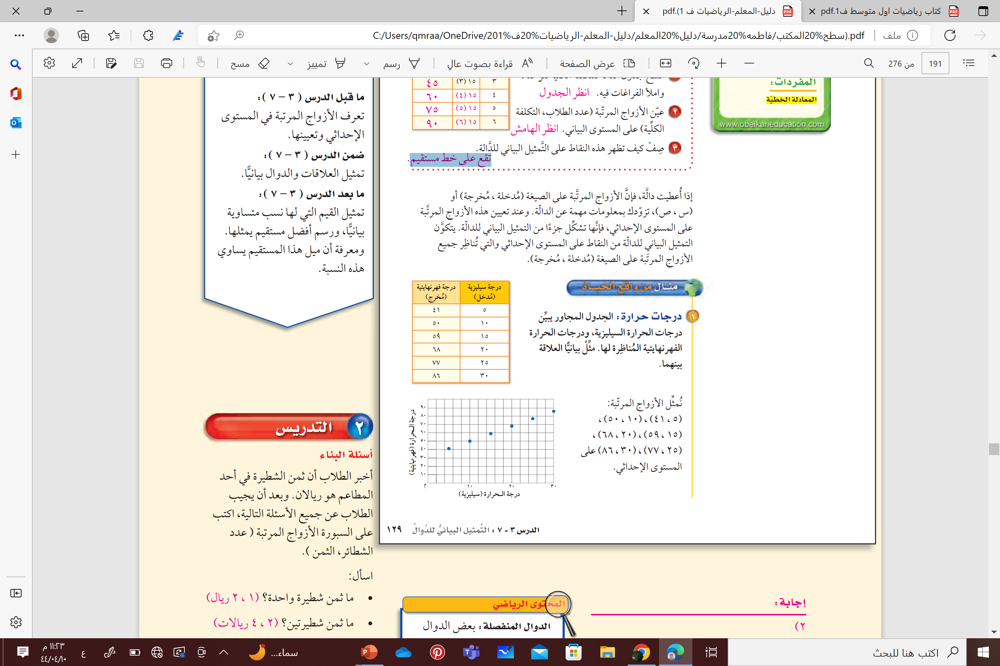 كتاب رياضيات اول متوسط ف1.pdf
دليل-المعلم-الرياضيات ف 1).pdf
ملف
C:/Users/qmraa/OneDrive/سطح%20المكتب/فاطمه%20مدرسة/دليل%20المعلم/دليل-المعلم-الرياضيات%20ف%201).pdf
191
من 276
عرض الصفحة
قراءة بصوت عالٍ
رسم
تمييز
مسح
المفردات:
المعادلة الخطيّة
www.obeikaneducation.com
واملأ الفراغات فيه. انظر الجدول
٢ عيّن الأزواج المرتّبة (عدد الطلاب، التكلفة
الكلِّية) على المستوى البياني. انظر الهامش
٣ صِفْ كيف تظهر هذه النقاط على التَّمثيل البياني للدَّالة.
تقع على خط مستقيم.
٣ ١٥ (٣) ٤٥
٤ ١٥ (٤) ٦٠
٥ ١٥ (٥) ٧٥
٦ ١٥ (٦) ٩٠
إذا أُعطيت دالَّة، فإنَّ الأزواج المرتَّبة على الصيغة (مُدخلة ، مُخرجة) أو
(س ، ص)، تزوّدك بمعلومات مهمة عن الدالّة. وعند تعيين هذه الأزواج المرتَّبة
على المستوى الإحداثي، فإنَّها تشكِّل جزءًا من التمثيل البياني للدالّة. يتكوَّن
التمثيل البياني للدالّة من النقاط على المستوى الإحداثي والتي تُناظِر جميع
الأزواج المرتّبة على الصيغة (مُدخلة ، مُخرجة).
مثال من واقع الحياة
١ درجات حرارة: الجدول المجاور يبيِّن
درجات الحرارة السيليزية، ودرجات الحرارة
الفهرنهايتية المُناظِرة لها. مثِّلْ بيانيًّا العلاقة
بينهما.
درجة سيليزية (مُدخل) درجة فهرنهايتية (مُخرج)
٥ ٤١
١٠ ٥٠
١٥ ٥٩
٢٠ ٦٨
٢٥ ٧٧
٣٠ ٨٦
نُمثِّل الأزواج المرتّبة:
(٥ ، ٤١)، (١٠ ، ٥٠)،
(١٥ ، ٥٩)، (٢٠ ، ٦٨)،
(٢٥ ، ٧٧)، (٣٠ ، ٨٦) على
المستوى الإحداثي.
درجة الحرارة (فهرنهايتية)
٩٠
٨٠
٧٠
٦٠
٥٠
٤٠
٣٠
٢٠
١٠
م ١٠ ٢٠ ٣٠
درجة الحرارة (سيليزية)
الدرس ٣ - ٧ : التَّمثيل البيانيُّ للدَّوالِّ ١٢٩
ما قبل الدرس ( ٣ – ٧ ):
تعرف الأزواج المرتبة في المستوى
الإحداثي وتعيينها.
ضمن الدرس ( ٣ – ٧ ):
تمثيل العلاقات والدوال بيانيًّا.
ما بعد الدرس ( ٣ – ٧ ):
تمثيل القيم التي لها نسب متساوية
بيانيًّا، ورسم أفضل مستقيم يمثلها.
ومعرفة أن ميل هذا المستقيم يساوي
هذه النسبة.
٢ التدريس
أسئلة البناء
أخبر الطلاب أن ثمن الشطيرة في أحد
المطاعم هو ريالان. وبعد أن يجيب
الطلاب عن جميع الأسئلة التالية، اكتب
على السبورة الأزواج المرتبة ( عدد
الشطائر، الثمن ).
اسأل:
• ما ثمن شطيرة واحدة؟ (١ ، ٢ ريال)
• ما ثمن شطيرتين؟ (٢ ، ٤ ريالات)
إجابة:
٢)
المحتوى الرياضي
الدوال المنفصلة: بعض الدوال
اكتب هنا للبحث
سماء...
ع
١١:٢٣ م
٤٤/٠٤/١٠